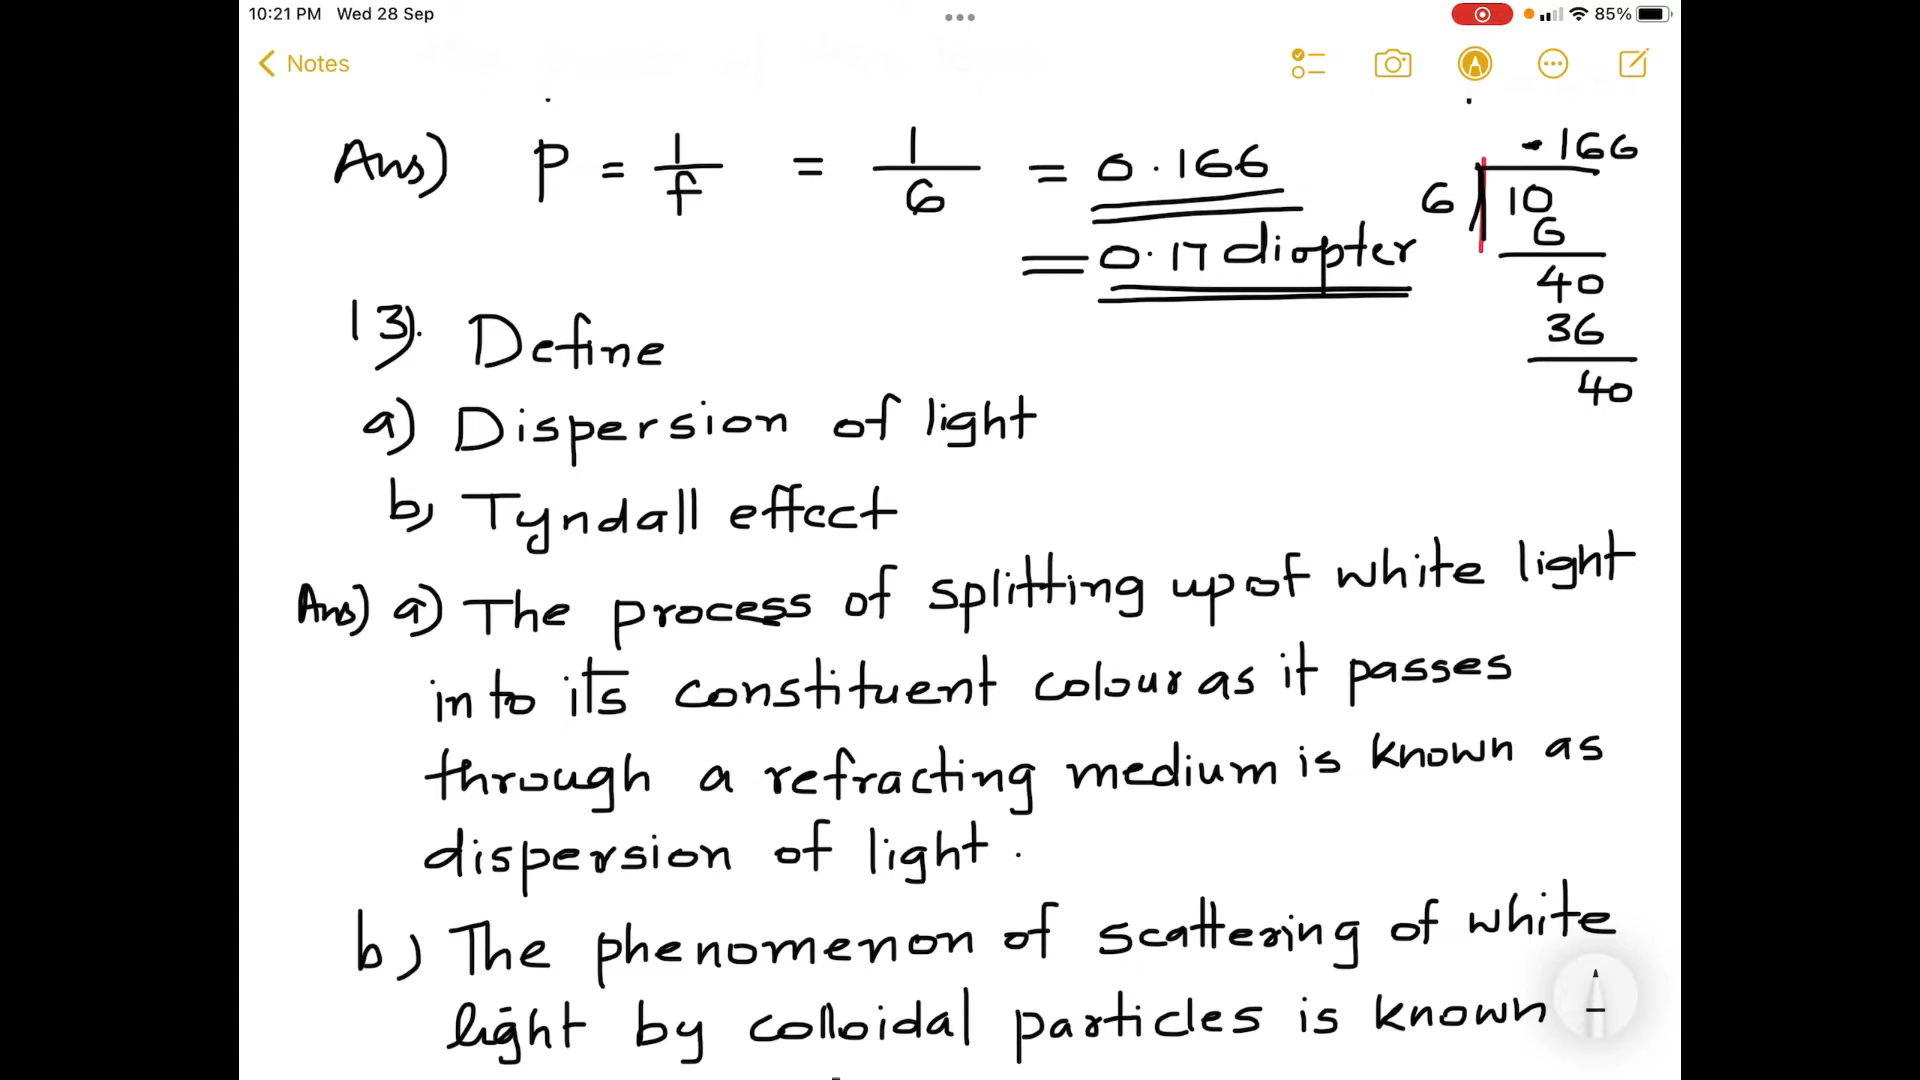 10:21 PM Wed 28 Sep
85%
Notes
Ans) P = 1/f = 1/6 = 0.166
= 0.17 diopter
.166
6 10
6
40
36
40
13). Define
a) Dispersion of light
b) Tyndall effect
Ans) a) The process of splitting up of white light
into its constituent colour as it passes
through a refracting medium is known as
dispersion of light.
b) The phenomenon of scattering of white
light by colloidal particles is known